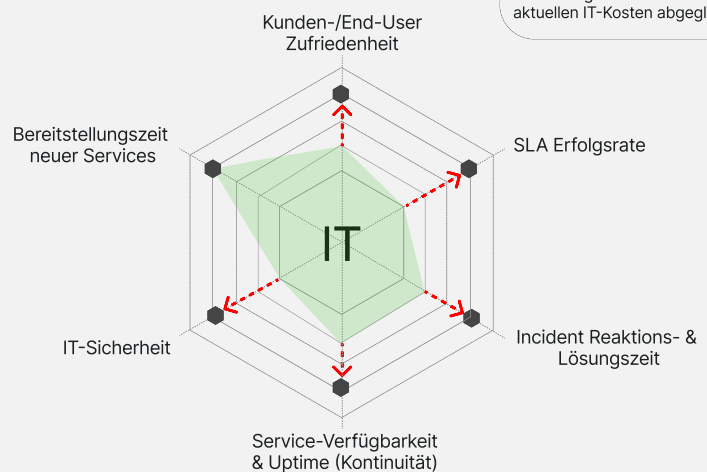 aktuellen IT-Kosten
Kunden-/End-User
Zufriedenheit
Bereitstellungszeit
neuer Services
SLA Erfolgsrate
IT
IT-Sicherheit
Incident Reaktions- &
Lösungszeit
Service-Verfügbarkeit
& Uptime (Kontinuität)